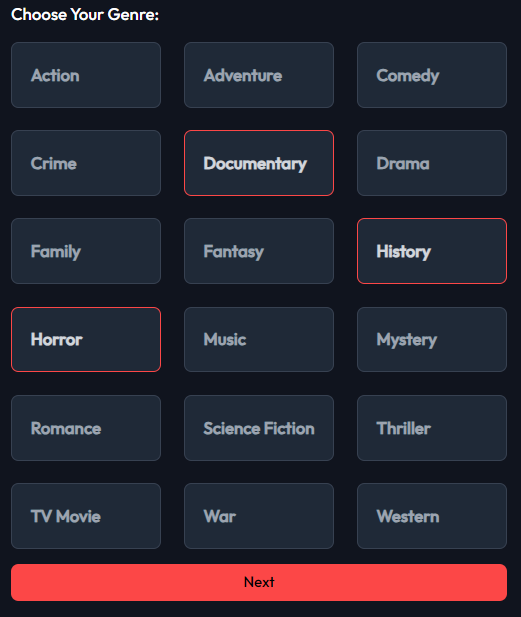 Choose Your Genre:
Action Adventure Comedy
Crime Documentary Drama
Family Fantasy History
Horror Music Mystery
Romance Science Fiction Thriller
TV Movie War Western
Next